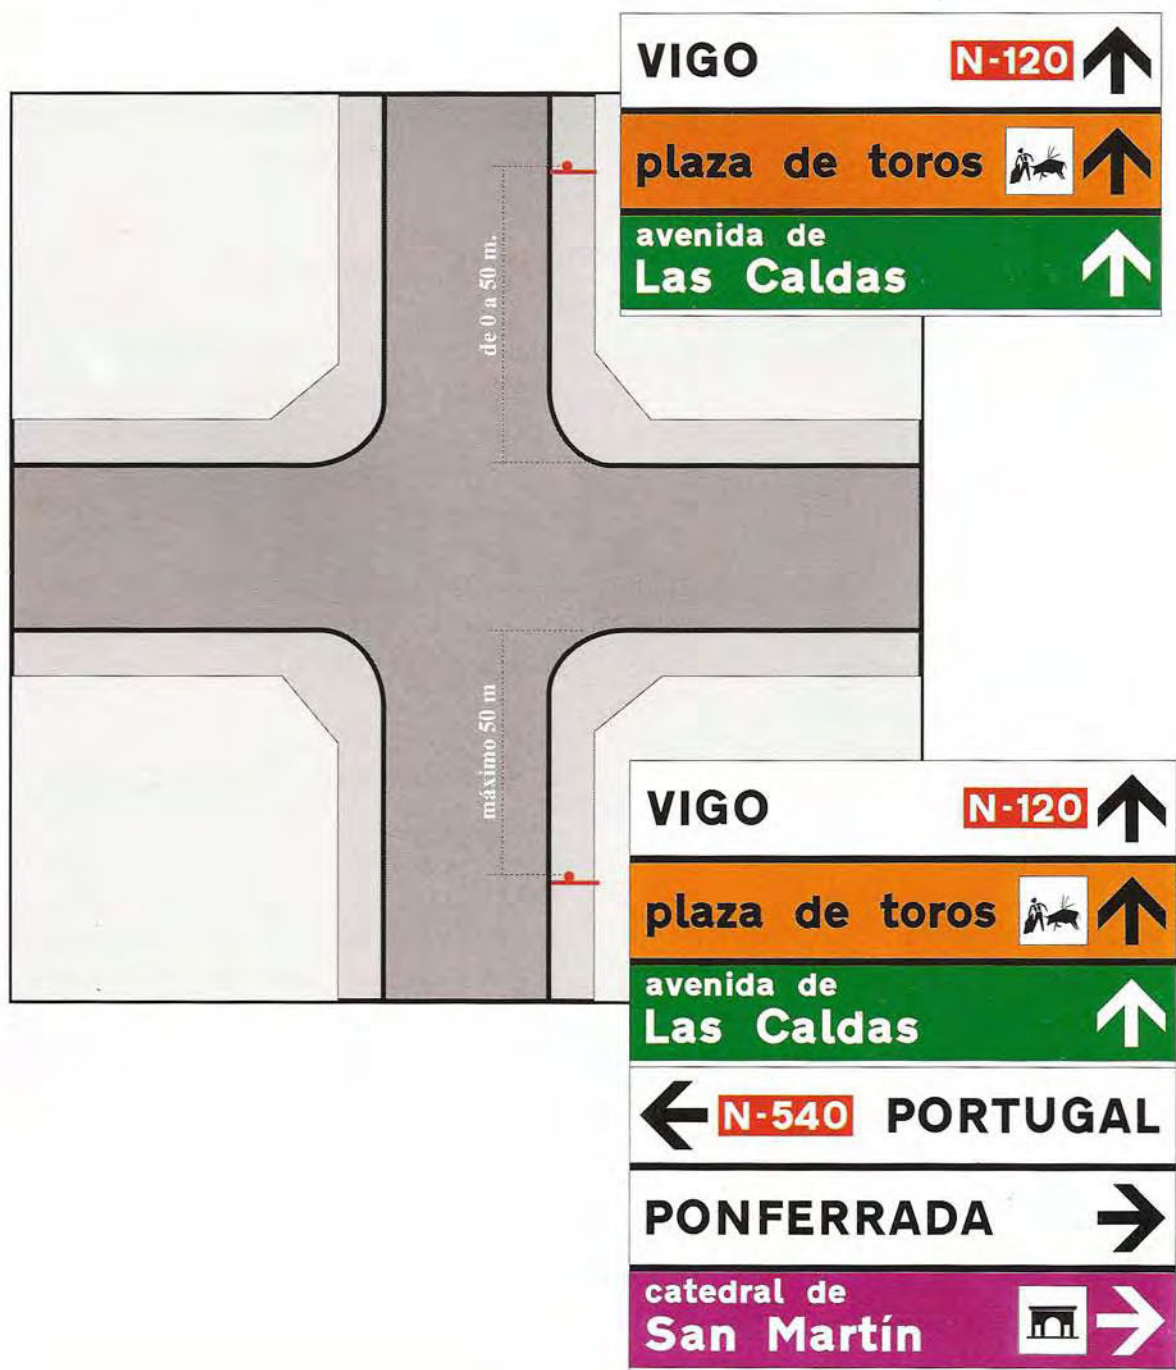 VIGO N-120
plaza de toros
avenida de
Las Caldas
de 0 a 50 m.
máximo 50 m
VIGO N-120
plaza de toros
avenida de
Las Caldas
N-540 PORTUGAL
PONFERRADA
catedral de
San Martín